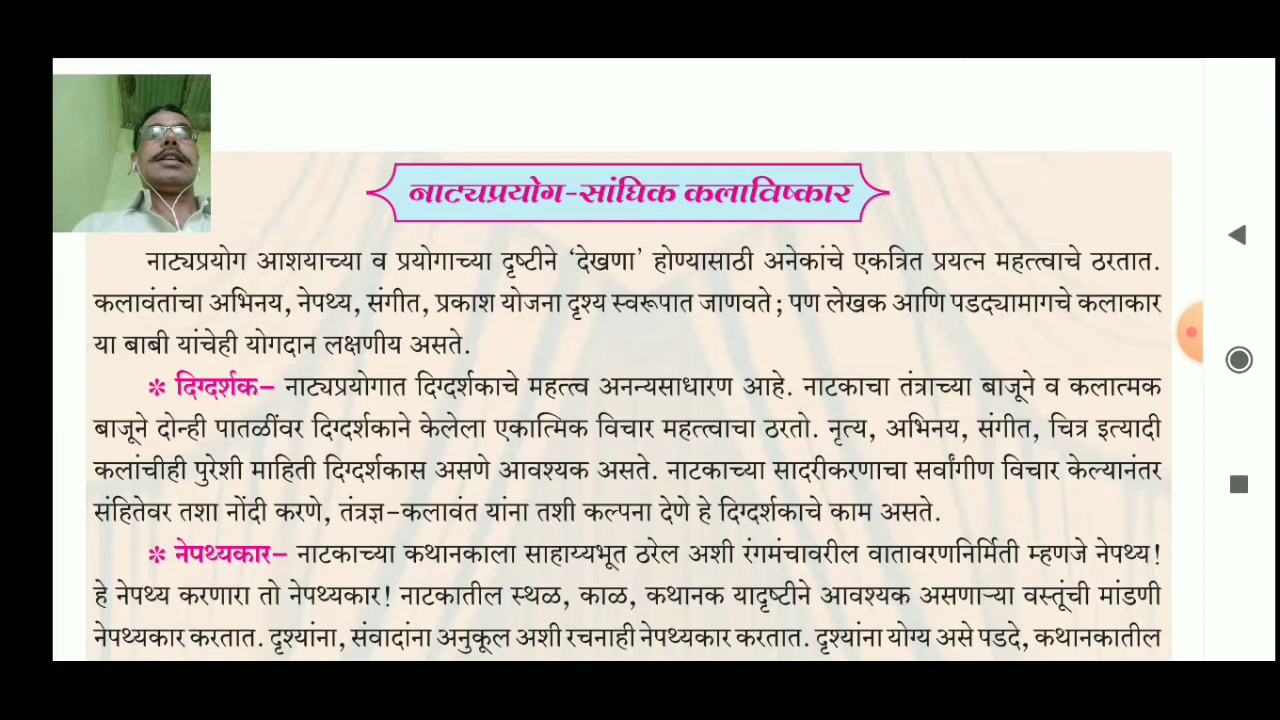 नाट्यप्रयोग-सांघिक कलाविष्कार
नाट्यप्रयोग आशयाच्या व प्रयोगाच्या दृष्टीने ‘देखणा’ होण्यासाठी अनेकांचे एकत्रित प्रयत्न महत्त्वाचे ठरतात.
कलावंतांचा अभिनय, नेपथ्य, संगीत, प्रकाश योजना दृश्य स्वरूपात जाणवते; पण लेखक आणि पडद्यामागचे कलाकार
या बाबी यांचेही योगदान लक्षणीय असते.
* दिग्दर्शक– नाट्यप्रयोगात दिग्दर्शकाचे महत्त्व अनन्यसाधारण आहे. नाटकाचा तंत्राच्या बाजूने व कलात्मक
बाजूने दोन्ही पातळींवर दिग्दर्शकाने केलेला एकात्मिक विचार महत्त्वाचा ठरतो. नृत्य, अभिनय, संगीत, चित्र इत्यादी
कलांचीही पुरेशी माहिती दिग्दर्शकास असणे आवश्यक असते. नाटकाच्या सादरीकरणाचा सर्वांगीण विचार केल्यानंतर
संहितेवर तशा नोंदी करणे, तंत्रज्ञ-कलावंत यांना तशी कल्पना देणे हे दिग्दर्शकाचे काम असते.
* नेपथ्यकार– नाटकाच्या कथानकाला साहाय्यभूत ठरेल अशी रंगमंचावरील वातावरणनिर्मिती म्हणजे नेपथ्य!
हे नेपथ्य करणारा तो नेपथ्यकार! नाटकातील स्थळ, काळ, कथानक यादृष्टीने आवश्यक असणाऱ्या वस्तूंची मांडणी
नेपथ्यकार करतात. दृश्यांना, संवादांना अनुकूल अशी रचनाही नेपथ्यकार करतात. दृश्यांना योग्य असे पडदे, कथानकातील